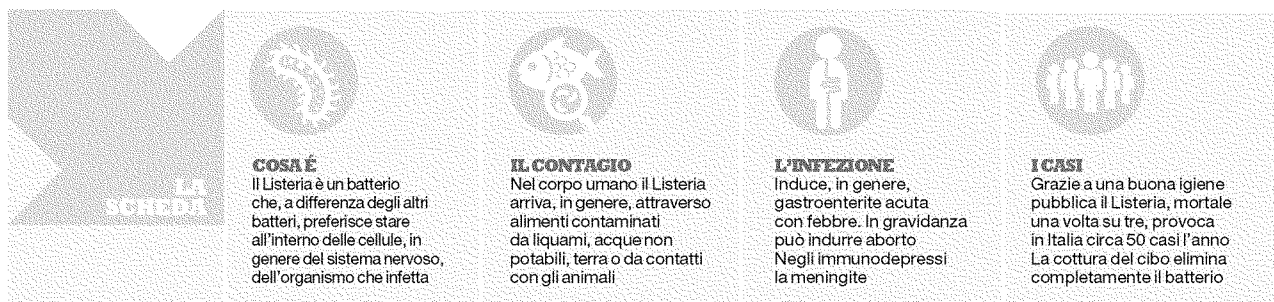 LA
SCHEDA
COSA É
Il Listeria è un batterio
che, a differenza degli altri
batteri, preferisce stare
all'interno delle cellule, in
genere del sistema nervoso,
dell'organismo che infetta
IL CONTAGIO
Nel corpo umano il Listeria
arriva, in genere, attraverso
alimenti contaminati
da liquami, acque non
potabili, terra o da contatti
con gli animali
L'INFEZIONE
Induce, in genere,
gastroenterite acuta
con febbre. In gravidanza
può indurre aborto
Negli immunodepressi
la meningite
I CASI
Grazie a una buona igiene
pubblica il Listeria, mortale
una volta su tre, provoca
in Italia circa 50 casi l'anno
La cottura del cibo elimina
completamente il batterio